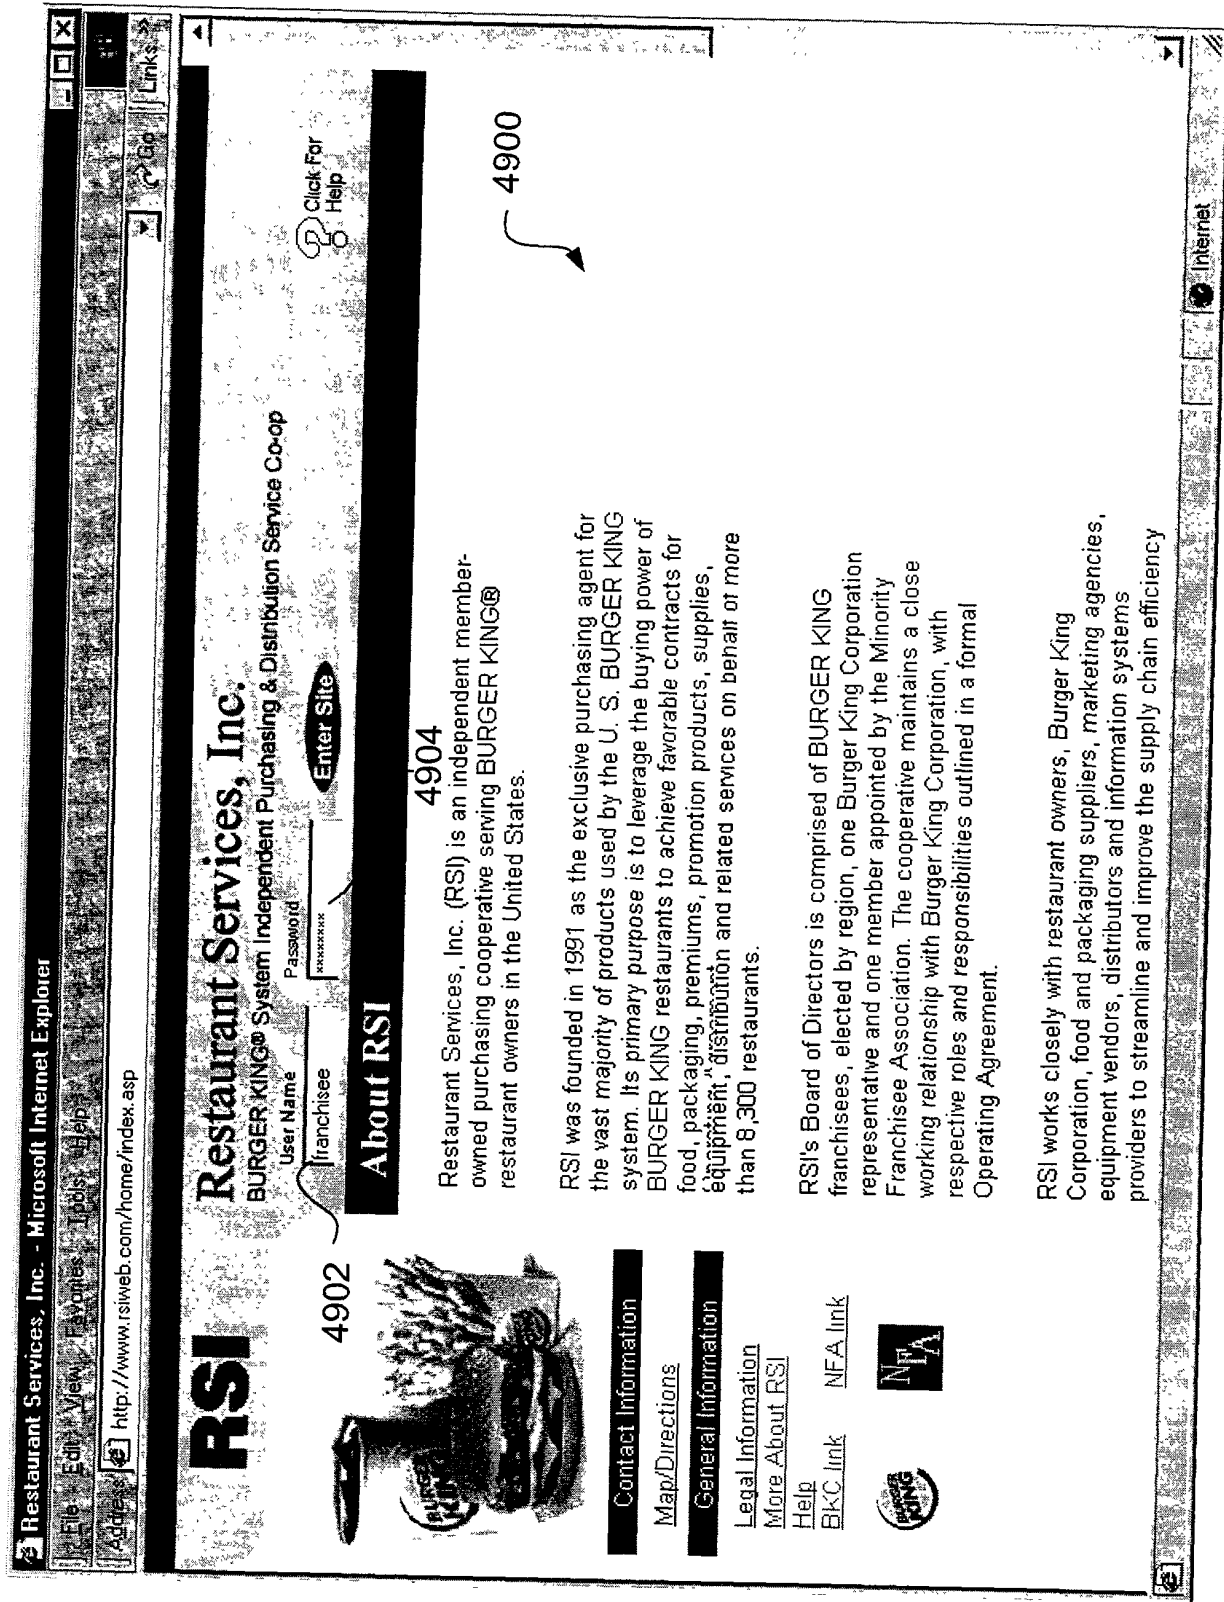 Restaurant Services, Inc. - Microsoft Internet Explorer
File Edit View Favorites Tools Help
Address http://www.rsiweb.com/home/index.asp Go Links »
RSI
Restaurant Services, Inc.
BURGER KING® System Independent Purchasing & Distribution Service Co-op
User Name Password
franchisee xxxxxxxx Enter Site Click For Help
4902
4904
4900
About RSI
BURGER KING
Contact Information
Map/Directions
General Information
Legal Information
More About RSI
Help
BKC link NFA link
BURGER KING NFA
Restaurant Services, Inc. (RSI) is an independent member-
owned purchasing cooperative serving BURGER KING®
restaurant owners in the United States.
RSI was founded in 1991 as the exclusive purchasing agent for
the vast majority of products used by the U. S. BURGER KING
system. Its primary purpose is to leverage the buying power of
BURGER KING restaurants to achieve favorable contracts for
food, packaging, premiums, promotion products, supplies,
equipment, distribution and related services on behalf of more
than 8,300 restaurants.
RSI's Board of Directors is comprised of BURGER KING
franchisees, elected by region, one Burger King Corporation
representative and one member appointed by the Minority
Franchisee Association. The cooperative maintains a close
working relationship with Burger King Corporation, with
respective roles and responsibilities outlined in a formal
Operating Agreement.
RSI works closely with restaurant owners, Burger King
Corporation, food and packaging suppliers, marketing agencies,
equipment vendors, distributors and information systems
providers to streamline and improve the supply chain efficiency
Internet